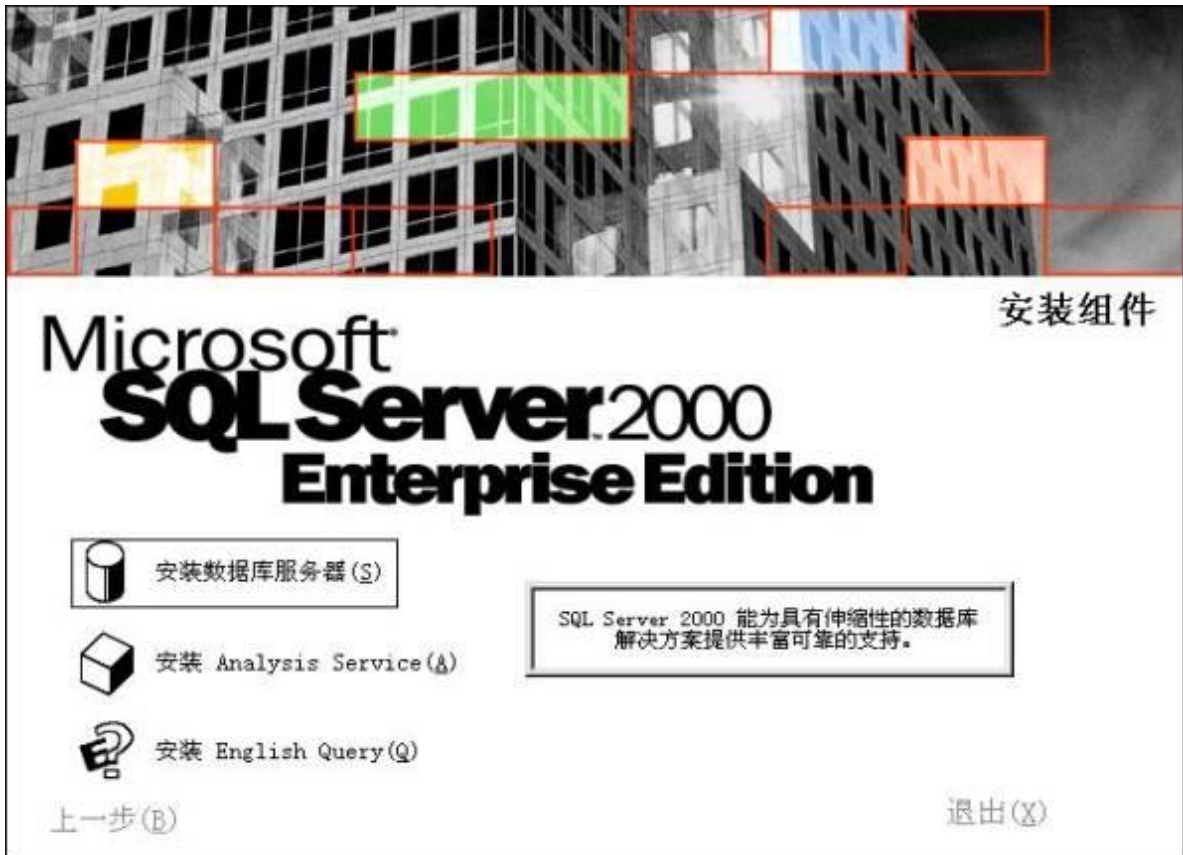 安装组件
Microsoft
SQL Server 2000
Enterprise Edition
安装数据库服务器(S)
SQL Server 2000 能为具有伸缩性的数据库
解决方案提供丰富可靠的支持。
安装 Analysis Service(A)
安装 English Query(Q)
上一步(B)
退出(X)